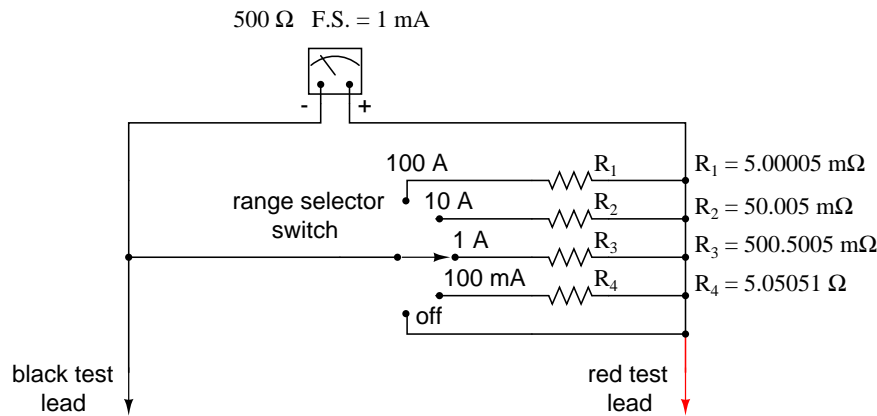 500 Ω F.S. = 1 mA
- +
100 A R₁ R₁ = 5.00005 mΩ
10 A R₂ R₂ = 50.005 mΩ
range selector
switch
1 A R₃ R₃ = 500.5005 mΩ
100 mA R₄ R₄ = 5.05051 Ω
off
black test
lead
red test
lead